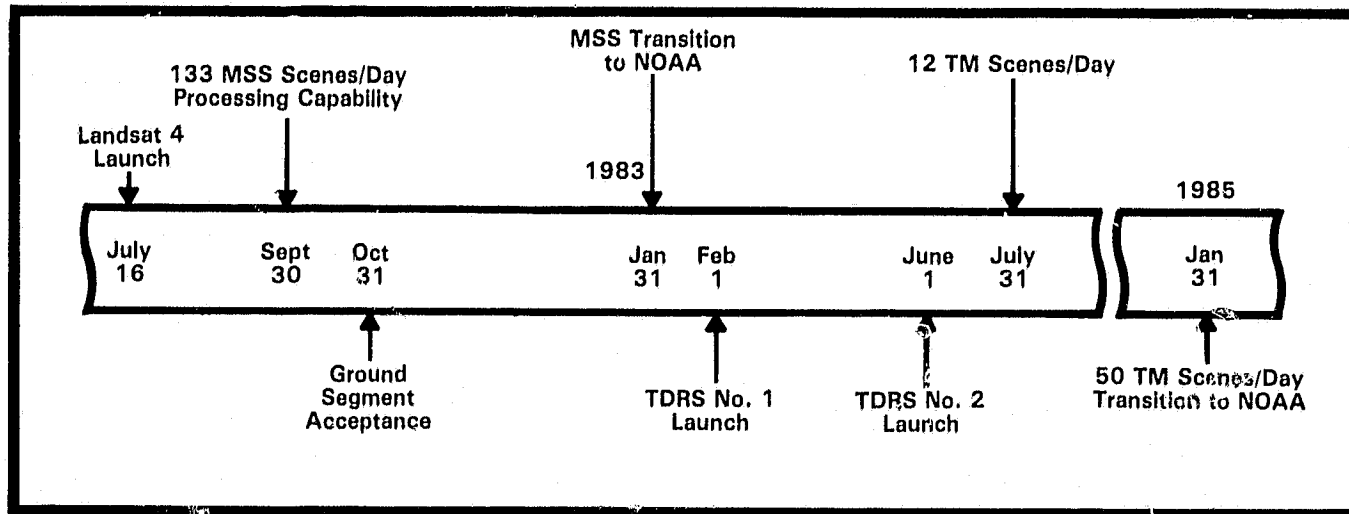 MSS Transition
to NOAA
133 MSS Scenes/Day
Processing Capability
12 TM Scenes/Day
Landsat 4
Launch
1983
1985
July
16
Sept
30
Oct
31
Jan
31
Feb
1
June
1
July
31
Jan
31
Ground
Segment
Acceptance
TDRS No. 1
Launch
TDRS No. 2
Launch
50 TM Scenes/Day
Transition to NOAA